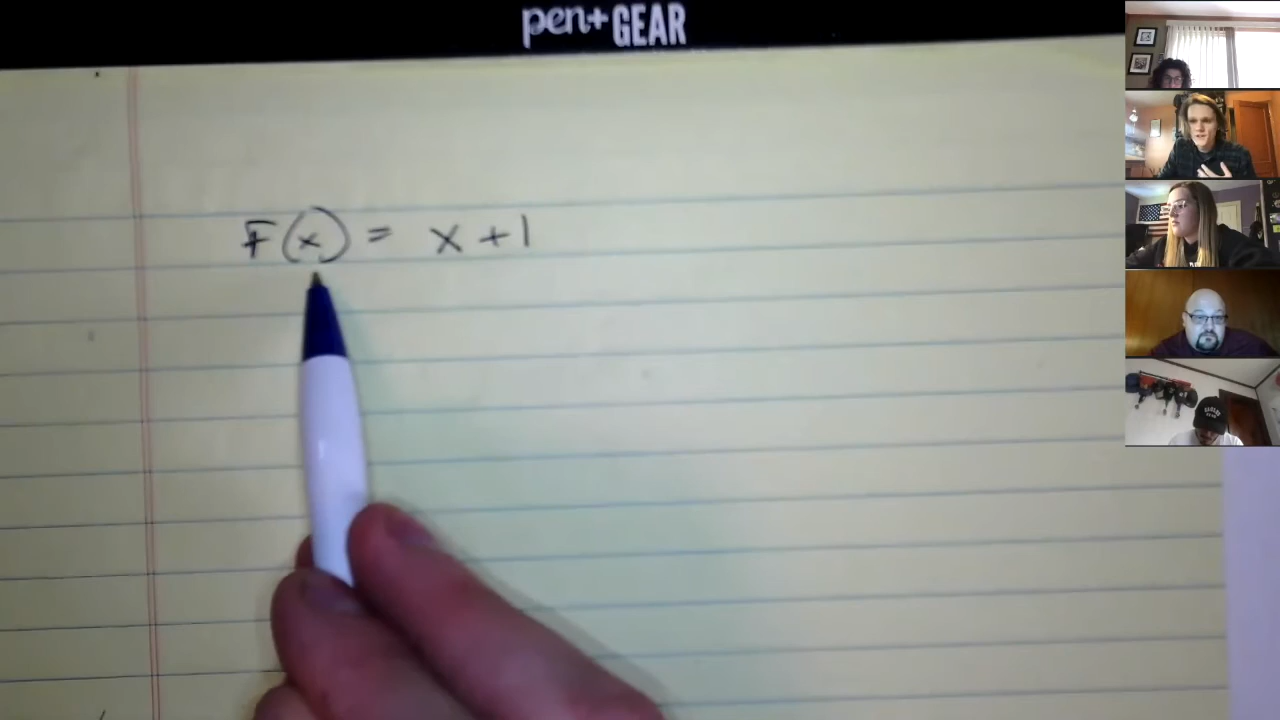 pen+GEAR
F(x) = x + 1